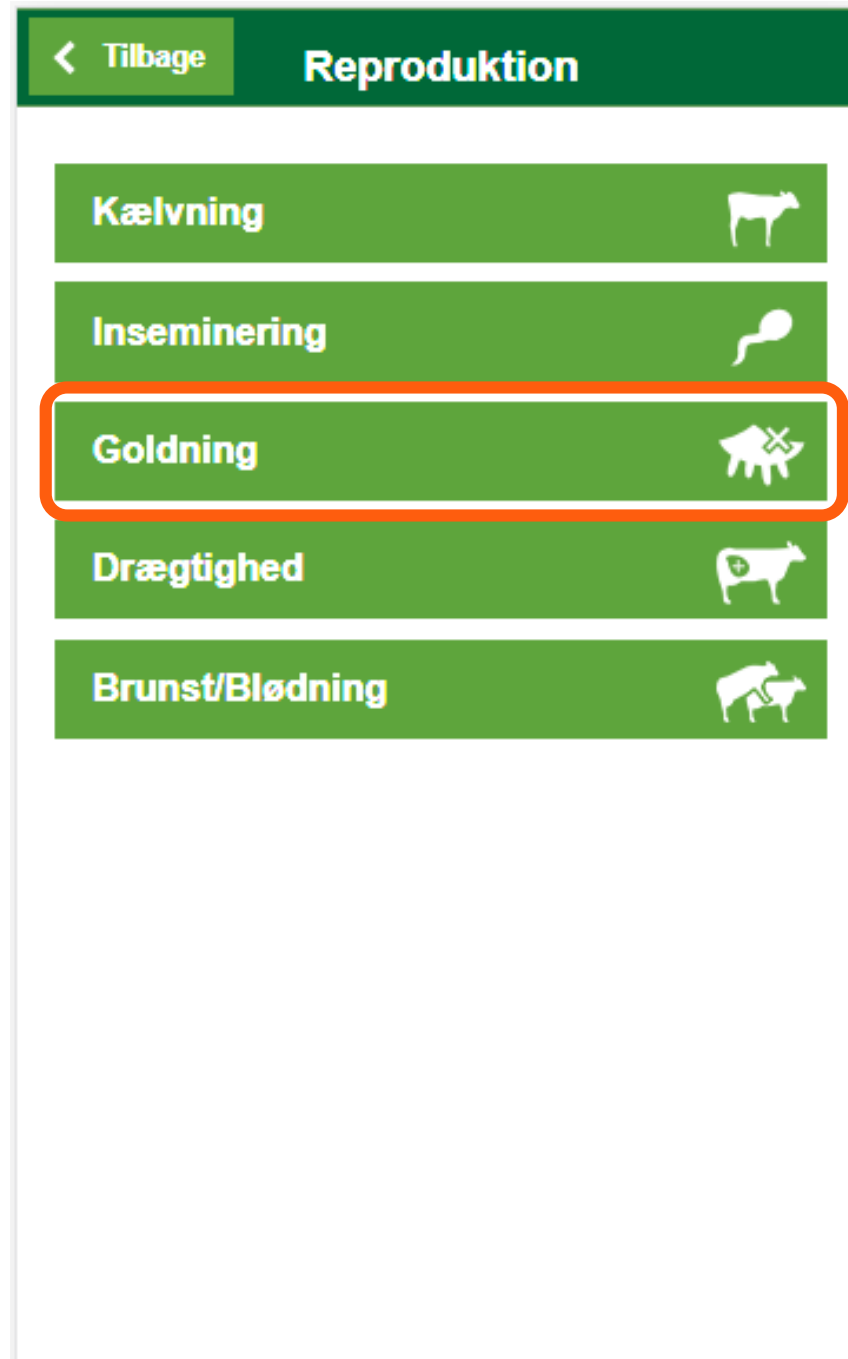 Tilbage
Reproduktion
Kælvning
Inseminering
Goldning
Drægtighed
Brunst/Blødning